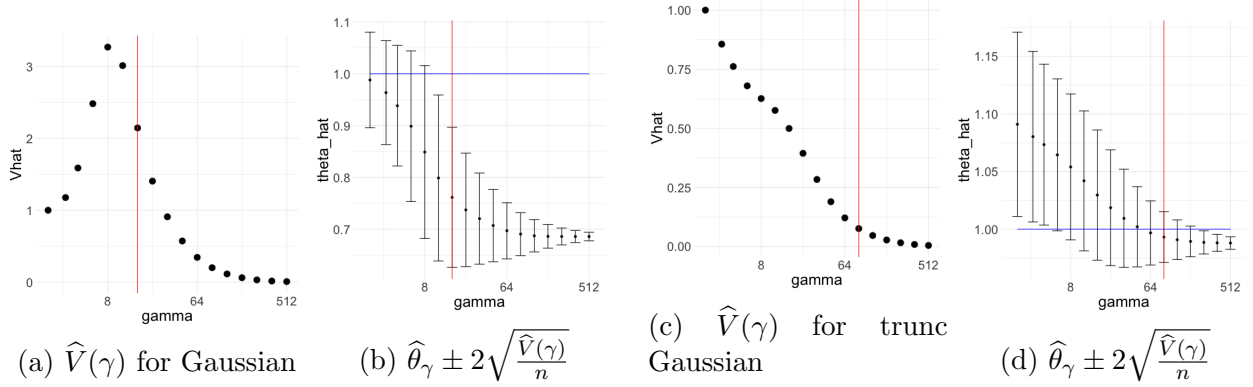 Vhat
3
2
1
0
8
64
512
gamma
(a) V̂(γ) for Gaussian
theta_hat
1.1
1.0
0.9
0.8
0.7
8
64
512
gamma
(b) θ̂γ ± 2√(V̂(γ)/n)
Vhat
1.00
0.75
0.50
0.25
0.00
8
64
512
gamma
(c) V̂(γ) for trunc
Gaussian
theta_hat
1.15
1.10
1.05
1.00
8
64
512
gamma
(d) θ̂γ ± 2√(V̂(γ)/n)